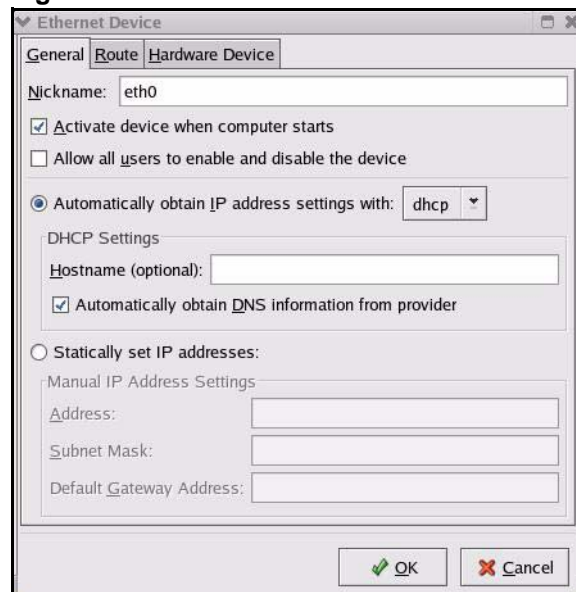 Ethernet Device
General Route Hardware Device
Nickname: eth0
Activate device when computer starts
Allow all users to enable and disable the device
Automatically obtain IP address settings with: dhcp
DHCP Settings
Hostname (optional):
Automatically obtain DNS information from provider
Statically set IP addresses:
Manual IP Address Settings
Address:
Subnet Mask:
Default Gateway Address:
OK Cancel